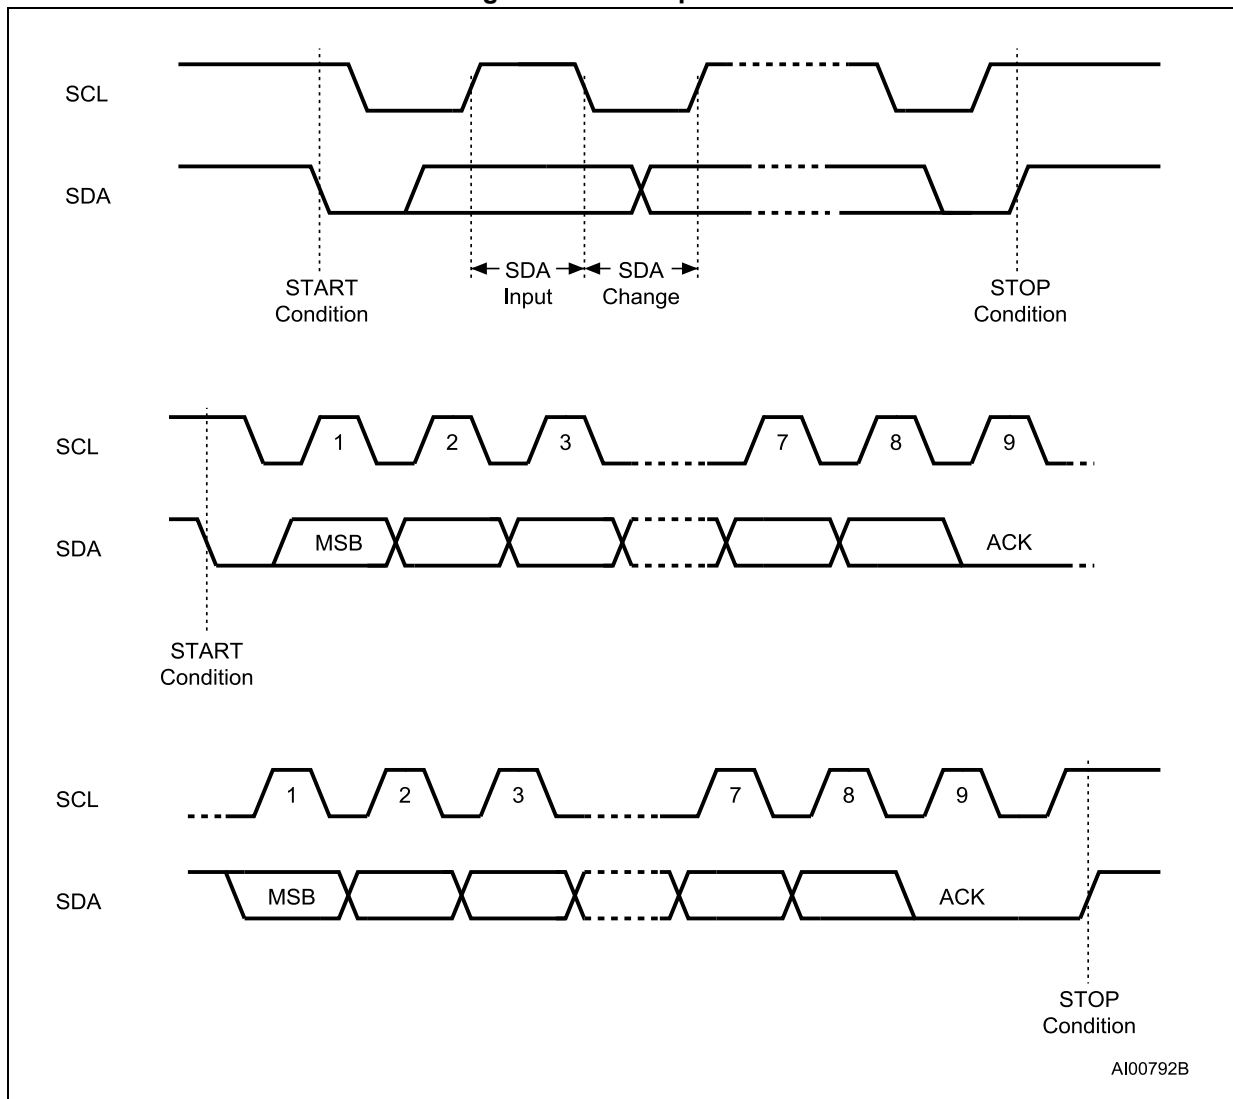 SCL
SDA
SDA
Input
SDA
Change
START
Condition
STOP
Condition
SCL
1 2 3 7 8 9
SDA
MSB ACK
START
Condition
SCL
1 2 3 7 8 9
SDA
MSB ACK
STOP
Condition
AI00792B